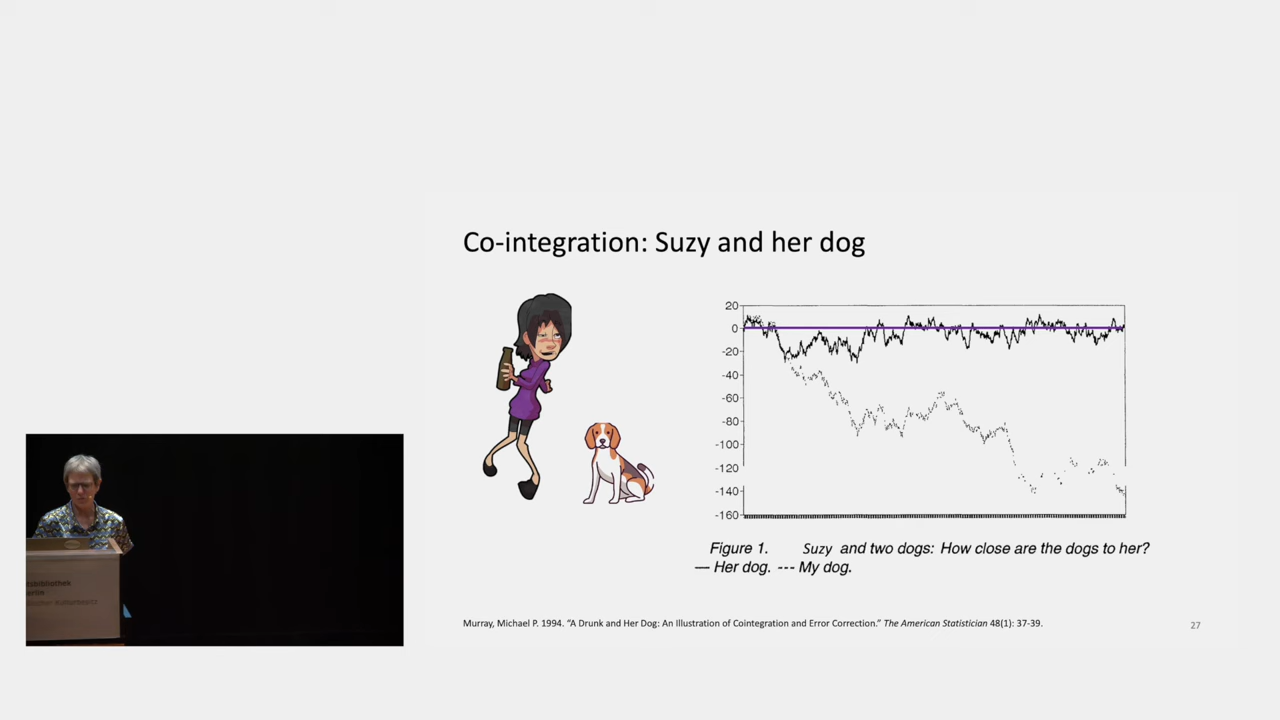 Co-integration: Suzy and her dog
20
0
-20
-40
-60
-80
-100
-120
-140
-160
Figure 1. Suzy and two dogs: How close are the dogs to her?
— Her dog. --- My dog.
Murray, Michael P. 1994. “A Drunk and Her Dog: An Illustration of Cointegration and Error Correction.” The American Statistician 48(1): 37-39.
27